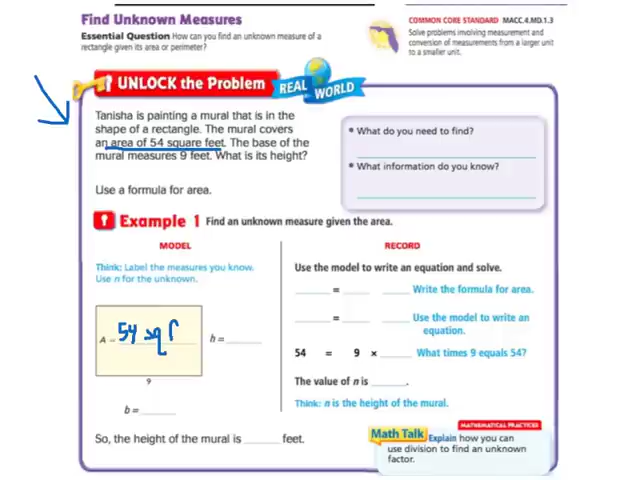 Find Unknown Measures
Essential Question How can you find an unknown measure of a
rectangle given its area or perimeter?
COMMON CORE STANDARD MACC.4.MD.1.3
Solve problems involving measurement and
conversion of measurements from a larger unit
to a smaller unit.
UNLOCK the Problem REAL WORLD
Tanisha is painting a mural that is in the
shape of a rectangle. The mural covers
an area of 54 square feet. The base of the
mural measures 9 feet. What is its height?
Use a formula for area.
• What do you need to find?
• What information do you know?
Example 1 Find an unknown measure given the area.
MODEL
Think: Label the measures you know.
Use n for the unknown.
A = 54 sq f
h =
9
b =
RECORD
Use the model to write an equation and solve.
= Write the formula for area.
= Use the model to write an
equation.
54 = 9 × What times 9 equals 54?
The value of n is .
Think: n is the height of the mural.
So, the height of the mural is feet.
MATHEMATICAL PRACTICES
Math Talk Explain how you can
use division to find an unknown
factor.